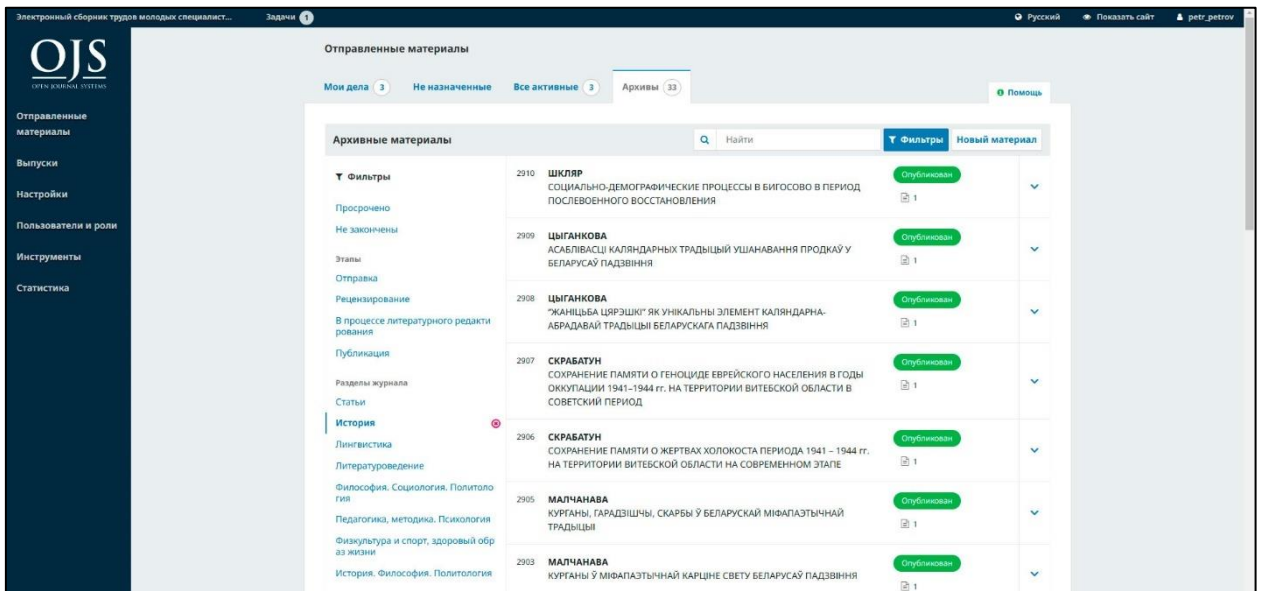 Электронный сборник трудов молодых специалист...
Задачи 1
Русский
Показать сайт
petr_petrov
OJS
OPEN JOURNAL SYSTEMS
Отправленные
материалы
Выпуски
Настройки
Пользователи и роли
Инструменты
Статистика
Отправленные материалы
Мои дела 3
Не назначенные
Все активные 3
Архивы 33
Помощь
Архивные материалы
Найти
Фильтры
Новый материал
Фильтры
Просрочено
Не закончены
Этапы
Отправка
Рецензирование
В процессе литературного редакти
рования
Публикация
Разделы журнала
Статьи
История
Лингвистика
Литературоведение
Философия. Социология. Политоло
гия
Педагогика, методика. Психология
Физкультура и спорт, здоровый обр
аз жизни
История. Философия. Политология
2910 ШКЛЯР
СОЦИАЛЬНО-ДЕМОГРАФИЧЕСКИЕ ПРОЦЕССЫ В БИГОСОВО В ПЕРИОД
ПОСЛЕВОЕННОГО ВОССТАНОВЛЕНИЯ
Опубликован
1
2909 ЦЫГАНКОВА
АСАБЛІВАСЦІ КАЛЯНДАРНЫХ ТРАДЫЦЫЙ УШАНАВАННЯ ПРОДКАЎ У
БЕЛАРУСАЎ ПАДЗВІННЯ
Опубликован
1
2908 ЦЫГАНКОВА
"ЖАНІЦЬБА ЦЯРЭШКІ" ЯК УНІКАЛЬНЫ ЭЛЕМЕНТ КАЛЯНДАРНА-
АБРАДАВАЙ ТРАДЫЦЫІ БЕЛАРУСКАГА ПАДЗВІННЯ
Опубликован
1
2907 СКРАБАТУН
СОХРАНЕНИЕ ПАМЯТИ О ГЕНОЦИДЕ ЕВРЕЙСКОГО НАСЕЛЕНИЯ В ГОДЫ
ОККУПАЦИИ 1941–1944 гг. НА ТЕРРИТОРИИ ВИТЕБСКОЙ ОБЛАСТИ В
СОВЕТСКИЙ ПЕРИОД
Опубликован
1
2906 СКРАБАТУН
СОХРАНЕНИЕ ПАМЯТИ О ЖЕРТВАХ ХОЛОКОСТА ПЕРИОДА 1941 – 1944 гг.
НА ТЕРРИТОРИИ ВИТЕБСКОЙ ОБЛАСТИ НА СОВРЕМЕННОМ ЭТАПЕ
Опубликован
1
2905 МАЛЧАНАВА
КУРГАНЫ, ГАРАДЗІШЧЫ, СКАРБЫ Ў БЕЛАРУСКАЙ МІФАПАЭТЫЧНАЙ
ТРАДЫЦЫІ
Опубликован
1
2903 МАЛЧАНАВА
КУРГАНЫ Ў МІФАПАЭТЫЧНАЙ КАРЦІНЕ СВЕТУ БЕЛАРУСАЎ ПАДЗВІННЯ
Опубликован
1